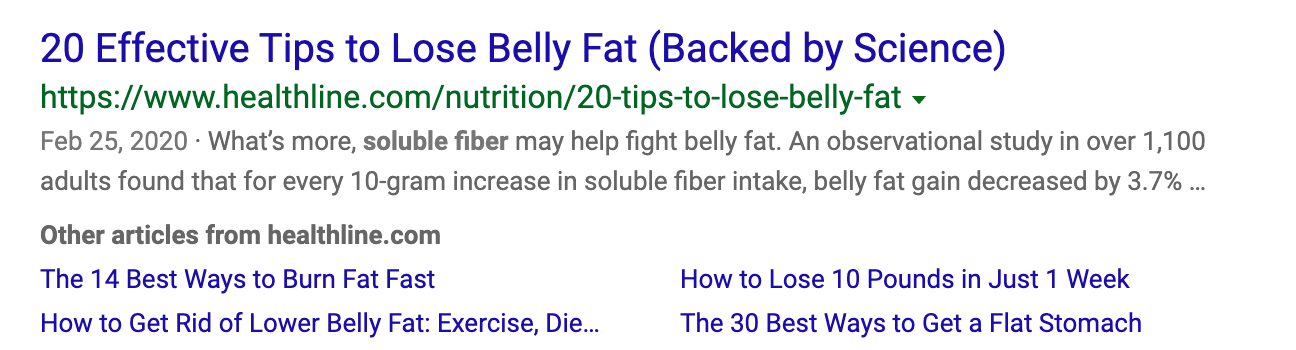 20 Effective Tips to Lose Belly Fat (Backed by Science)
https://www.healthline.com/nutrition/20-tips-to-lose-belly-fat
Feb 25, 2020 · What’s more, soluble fiber may help fight belly fat. An observational study in over 1,100
adults found that for every 10-gram increase in soluble fiber intake, belly fat gain decreased by 3.7% ...
Other articles from healthline.com
The 14 Best Ways to Burn Fat Fast
How to Lose 10 Pounds in Just 1 Week
How to Get Rid of Lower Belly Fat: Exercise, Die...
The 30 Best Ways to Get a Flat Stomach